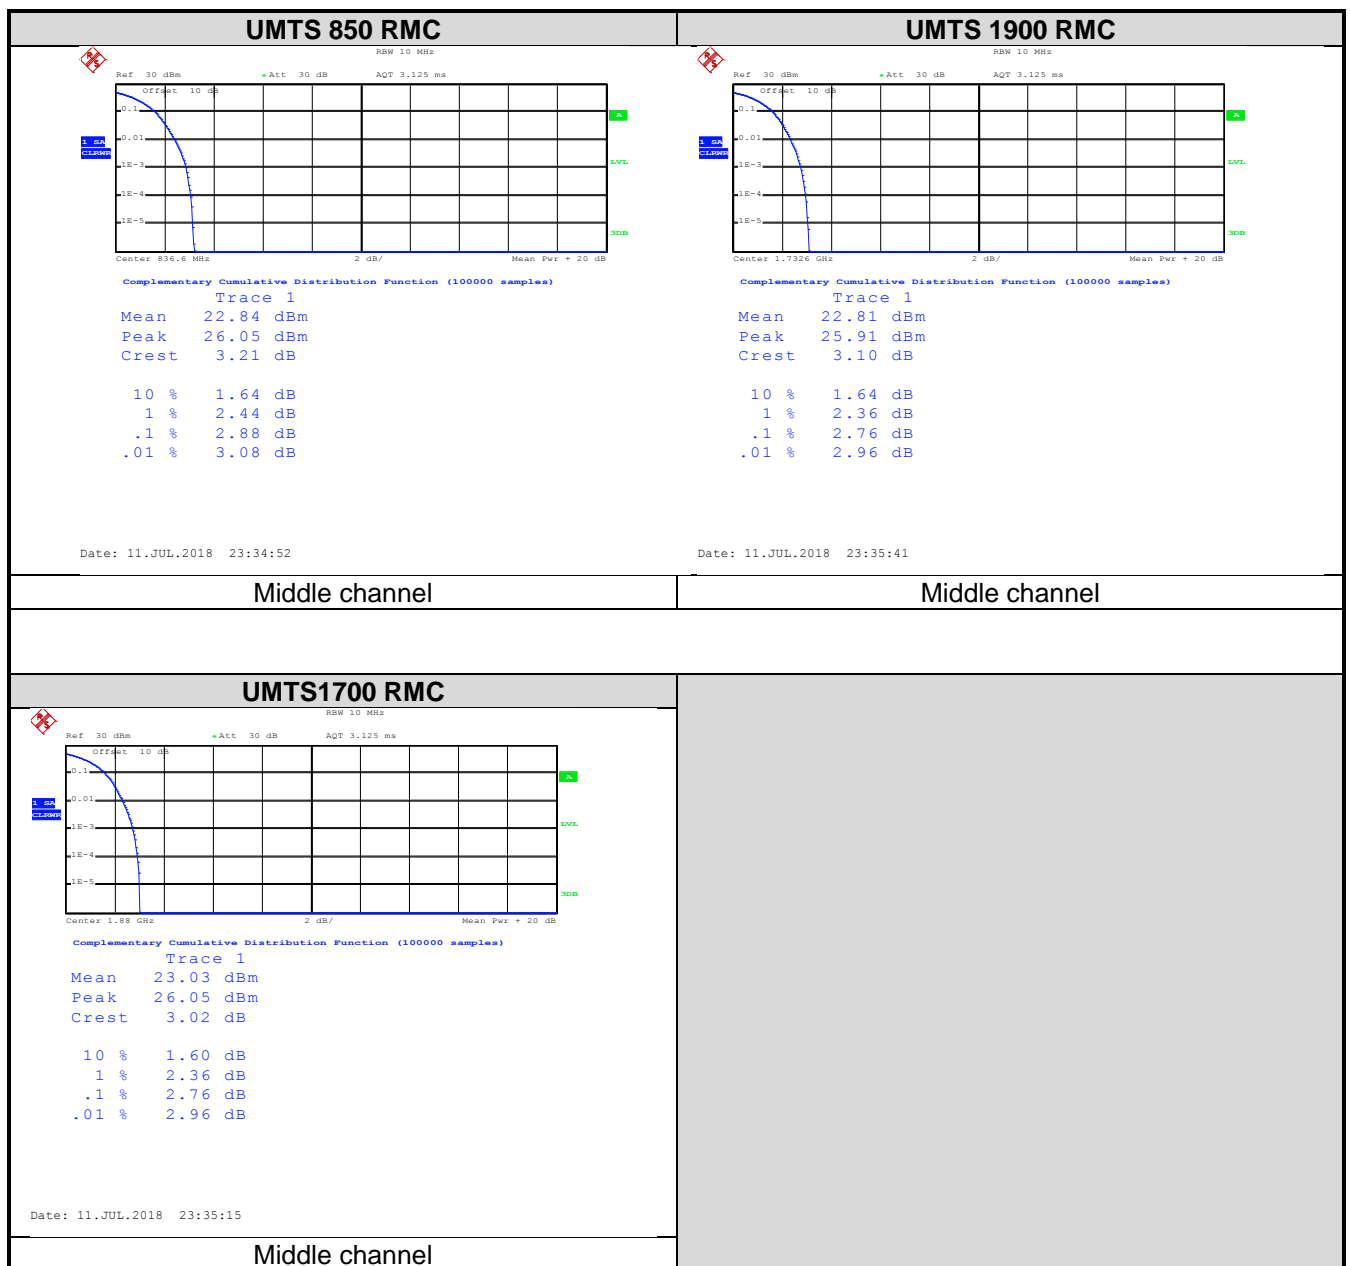 UMTS 850 RMC
RBW 10 MHz
Ref 30 dBm *Att 30 dB AQT 3.125 ms
Offset 10 dB
0.1
A
1 SA
CLRWR
0.01
1E-3
LVL
1E-4
1E-5
3DB
Center 836.6 MHz 2 dB/ Mean Pwr + 20 dB
Complementary Cumulative Distribution Function (100000 samples)
Trace 1
Mean 22.84 dBm
Peak 26.05 dBm
Crest 3.21 dB
10 % 1.64 dB
1 % 2.44 dB
.1 % 2.88 dB
.01 % 3.08 dB
Date: 11.JUL.2018 23:34:52
Middle channel
UMTS 1900 RMC
RBW 10 MHz
Ref 30 dBm *Att 30 dB AQT 3.125 ms
Offset 10 dB
0.1
A
1 SA
CLRWR
0.01
1E-3
LVL
1E-4
1E-5
3DB
Center 1.7326 GHz 2 dB/ Mean Pwr + 20 dB
Complementary Cumulative Distribution Function (100000 samples)
Trace 1
Mean 22.81 dBm
Peak 25.91 dBm
Crest 3.10 dB
10 % 1.64 dB
1 % 2.36 dB
.1 % 2.76 dB
.01 % 2.96 dB
Date: 11.JUL.2018 23:35:41
Middle channel
UMTS1700 RMC
RBW 10 MHz
Ref 30 dBm *Att 30 dB AQT 3.125 ms
Offset 10 dB
0.1
A
1 SA
CLRWR
0.01
1E-3
LVL
1E-4
1E-5
3DB
Center 1.88 GHz 2 dB/ Mean Pwr + 20 dB
Complementary Cumulative Distribution Function (100000 samples)
Trace 1
Mean 23.03 dBm
Peak 26.05 dBm
Crest 3.02 dB
10 % 1.60 dB
1 % 2.36 dB
.1 % 2.76 dB
.01 % 2.96 dB
Date: 11.JUL.2018 23:35:15
Middle channel